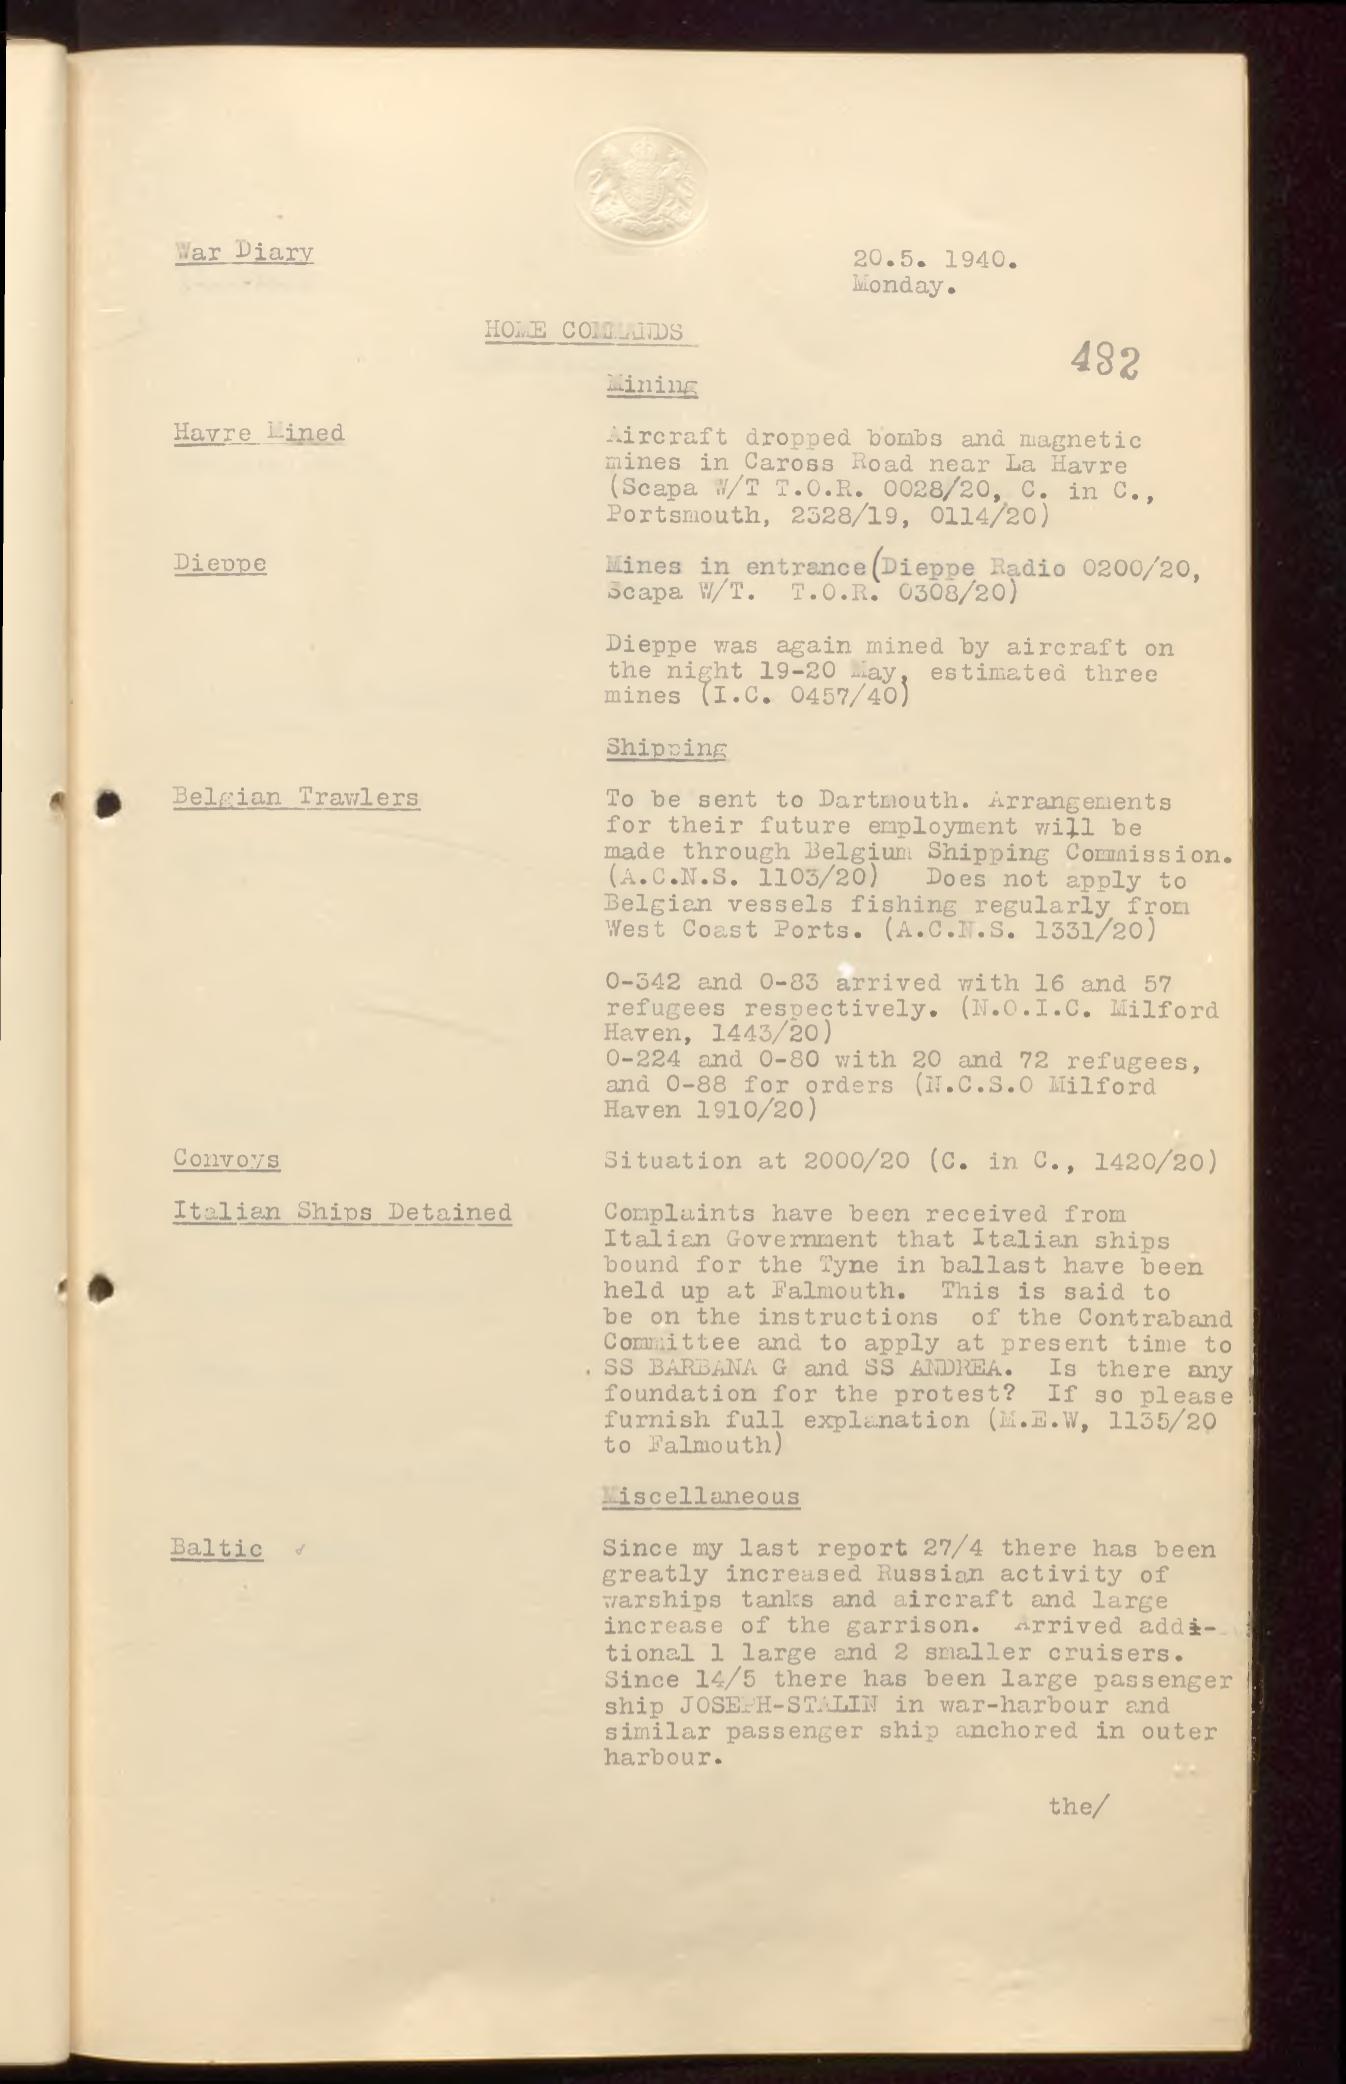 War Diary
20.5. 1940.
Monday.
HOME COMMANDS
482
Mining
Havre Mined
Aircraft dropped bombs and magnetic
mines in Caross Road near La Havre
(Scapa W/T T.O.R. 0028/20, C. in C.,
Portsmouth, 2328/19, 0114/20)
Dieppe
Mines in entrance(Dieppe Radio 0200/20,
Scapa W/T. T.O.R. 0308/20)
Dieppe was again mined by aircraft on
the night 19-20 May, estimated three
mines (I.C. 0457/40)
Shipping
Belgian Trawlers
To be sent to Dartmouth. Arrangements
for their future employment will be
made through Belgium Shipping Commission.
(A.C.N.S. 1103/20) Does not apply to
Belgian vessels fishing regularly from
West Coast Ports. (A.C.N.S. 1331/20)
0-342 and 0-83 arrived with 16 and 57
refugees respectively. (N.O.I.C. Milford
Haven, 1443/20)
0-224 and 0-80 with 20 and 72 refugees,
and 0-88 for orders (N.C.S.O Milford
Haven 1910/20)
Convoys
Situation at 2000/20 (C. in C., 1420/20)
Italian Ships Detained
Complaints have been received from
Italian Government that Italian ships
bound for the Tyne in ballast have been
held up at Falmouth. This is said to
be on the instructions of the Contraband
Committee and to apply at present time to
SS BARBANA G and SS ANDREA. Is there any
foundation for the protest? If so please
furnish full explanation (M.E.W, 1135/20
to Falmouth)
Miscellaneous
Baltic
Since my last report 27/4 there has been
greatly increased Russian activity of
warships tanks and aircraft and large
increase of the garrison. Arrived addi-
tional 1 large and 2 smaller cruisers.
Since 14/5 there has been large passenger
ship JOSEPH-STALIN in war-harbour and
similar passenger ship anchored in outer
harbour.
the/